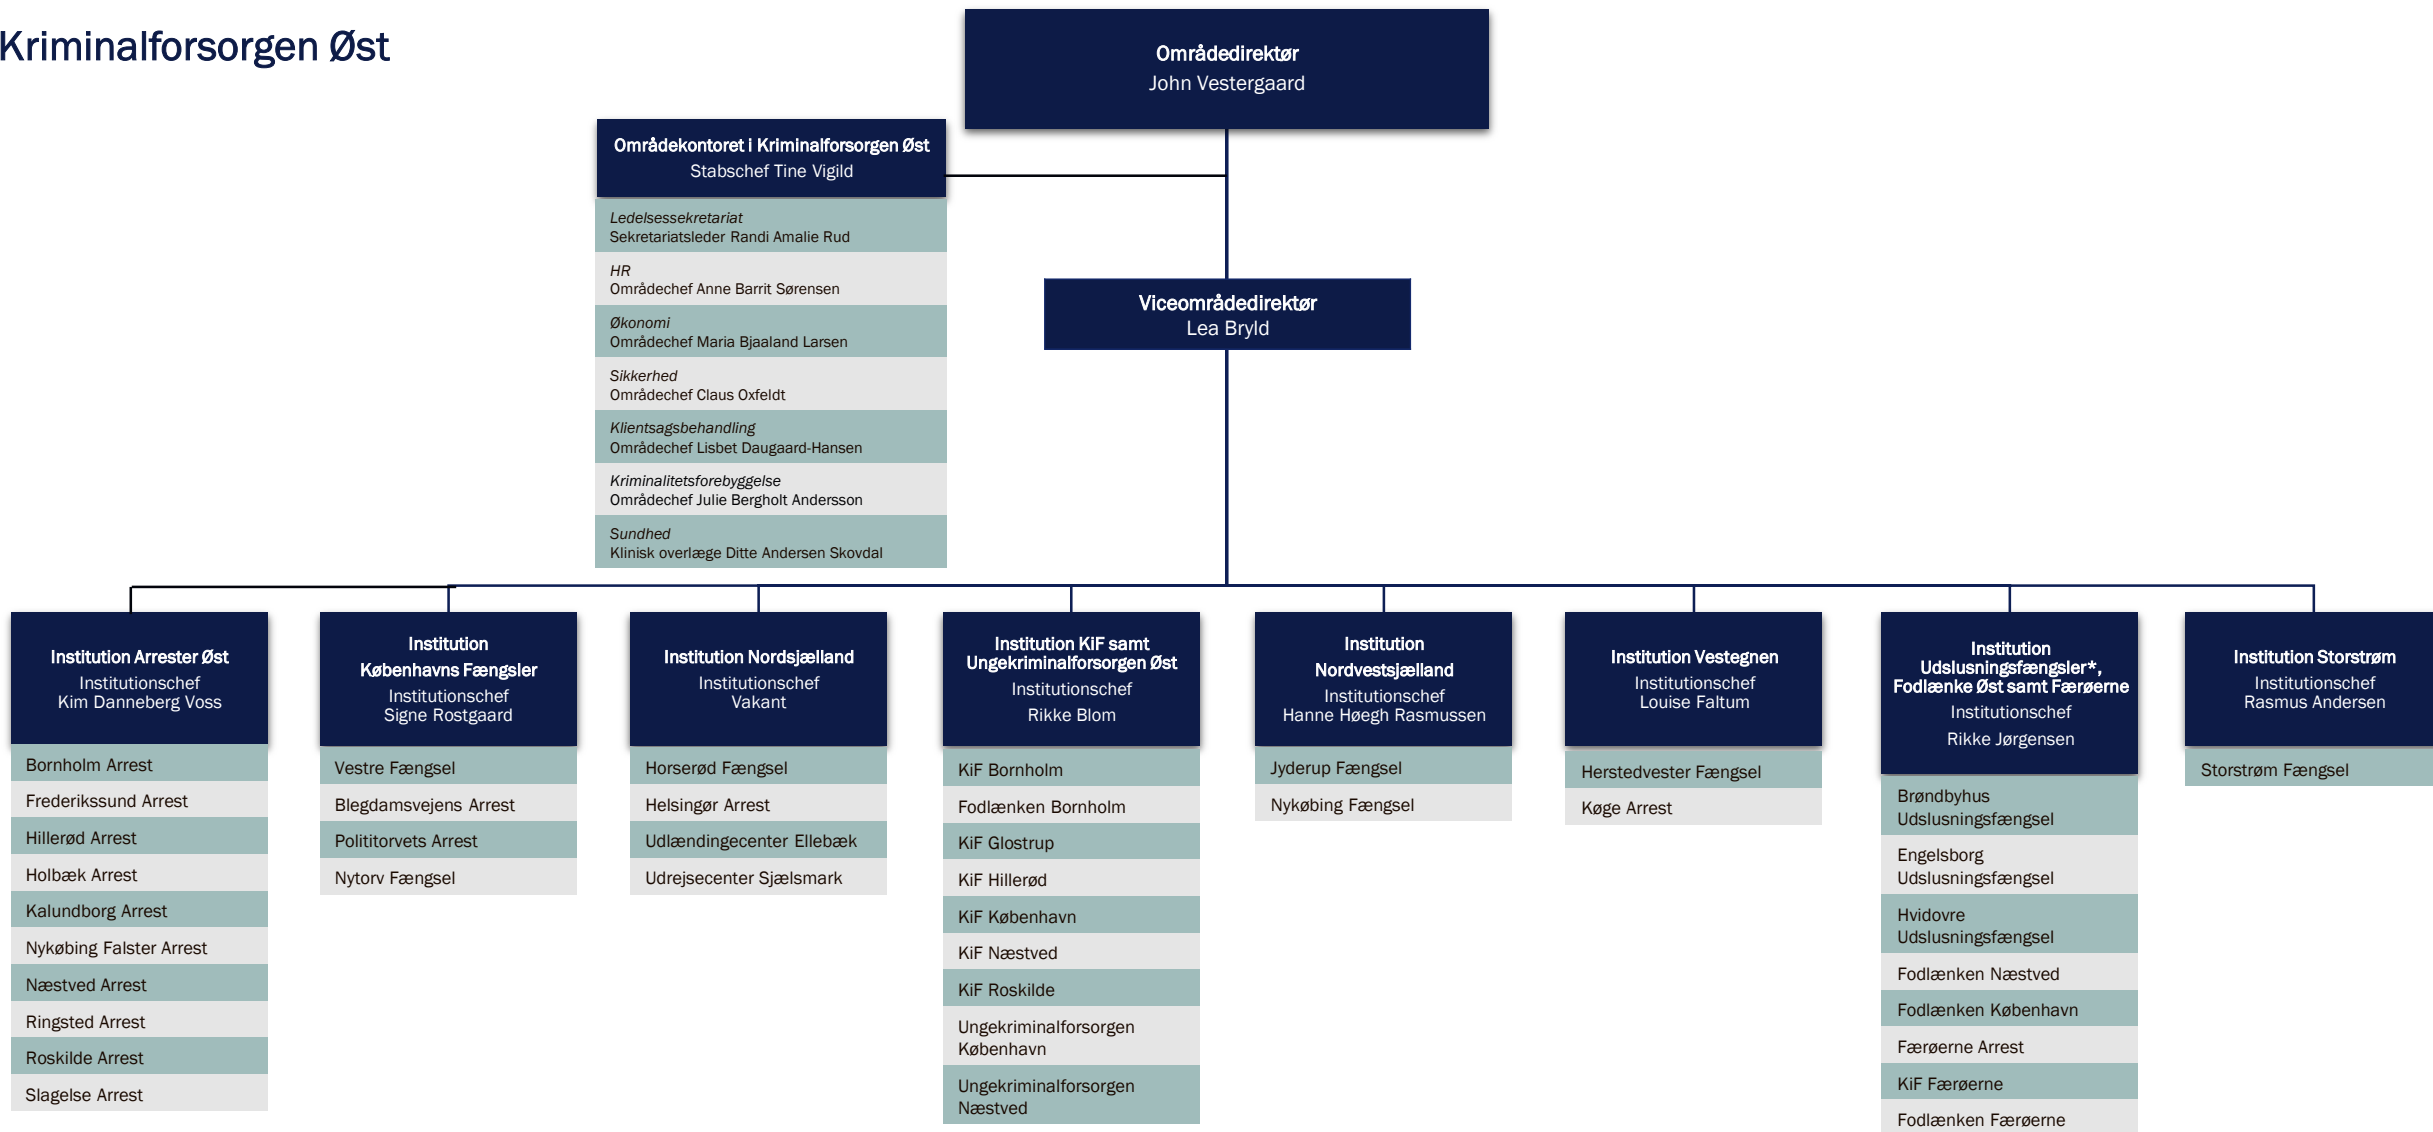 Kriminalforsorgen Øst
Områdedirektør
John Vestergaard
Områdekontoret i Kriminalforsorgen Øst
Stabschef Tine Vigild
Ledelsessekretariat
Sekretariatsleder Randi Amalie Rud
HR
Områdechef Anne Barrit Sørensen
Økonomi
Områdechef Maria Bjaaland Larsen
Sikkerhed
Områdechef Claus Oxfeldt
Klientsagsbehandling
Områdechef Lisbet Daugaard-Hansen
Kriminalitetsforebyggelse
Områdechef Julie Bergholt Andersson
Sundhed
Klinisk overlæge Ditte Andersen Skovdal
Viceområdedirektør
Lea Bryld
Institution Arrester Øst
Institutionschef
Kim Danneberg Voss
Bornholm Arrest
Frederikssund Arrest
Hillerød Arrest
Holbæk Arrest
Kalundborg Arrest
Nykøbing Falster Arrest
Næstved Arrest
Ringsted Arrest
Roskilde Arrest
Slagelse Arrest
Institution
Københavns Fængsler
Institutionschef
Signe Rostgaard
Vestre Fængsel
Blegdamsvejens Arrest
Polititorvets Arrest
Nytorv Fængsel
Institution Nordsjælland
Institutionschef
Vakant
Horserød Fængsel
Helsingør Arrest
Udlændingecenter Ellebæk
Udrejsecenter Sjælsmark
Institution KiF samt
Ungekriminalforsorgen Øst
Institutionschef
Rikke Blom
KiF Bornholm
Fodlænken Bornholm
KiF Glostrup
KiF Hillerød
KiF København
KiF Næstved
KiF Roskilde
Ungekriminalforsorgen
København
Ungekriminalforsorgen
Næstved
Institution
Nordvestsjælland
Institutionschef
Hanne Høegh Rasmussen
Jyderup Fængsel
Nykøbing Fængsel
Institution Vestegnen
Institutionschef
Louise Faltum
Herstedvester Fængsel
Køge Arrest
Institution
Udslusningsfængsler*,
Fodlænke Øst samt Færøerne
Institutionschef
Rikke Jørgensen
Brøndbyhus
Udslusningsfængsel
Engelsborg
Udslusningsfængsel
Hvidovre
Udslusningsfængsel
Fodlænken Næstved
Fodlænken København
Færøerne Arrest
KiF Færøerne
Fodlænken Færøerne
Institution Storstrøm
Institutionschef
Rasmus Andersen
Storstrøm Fængsel